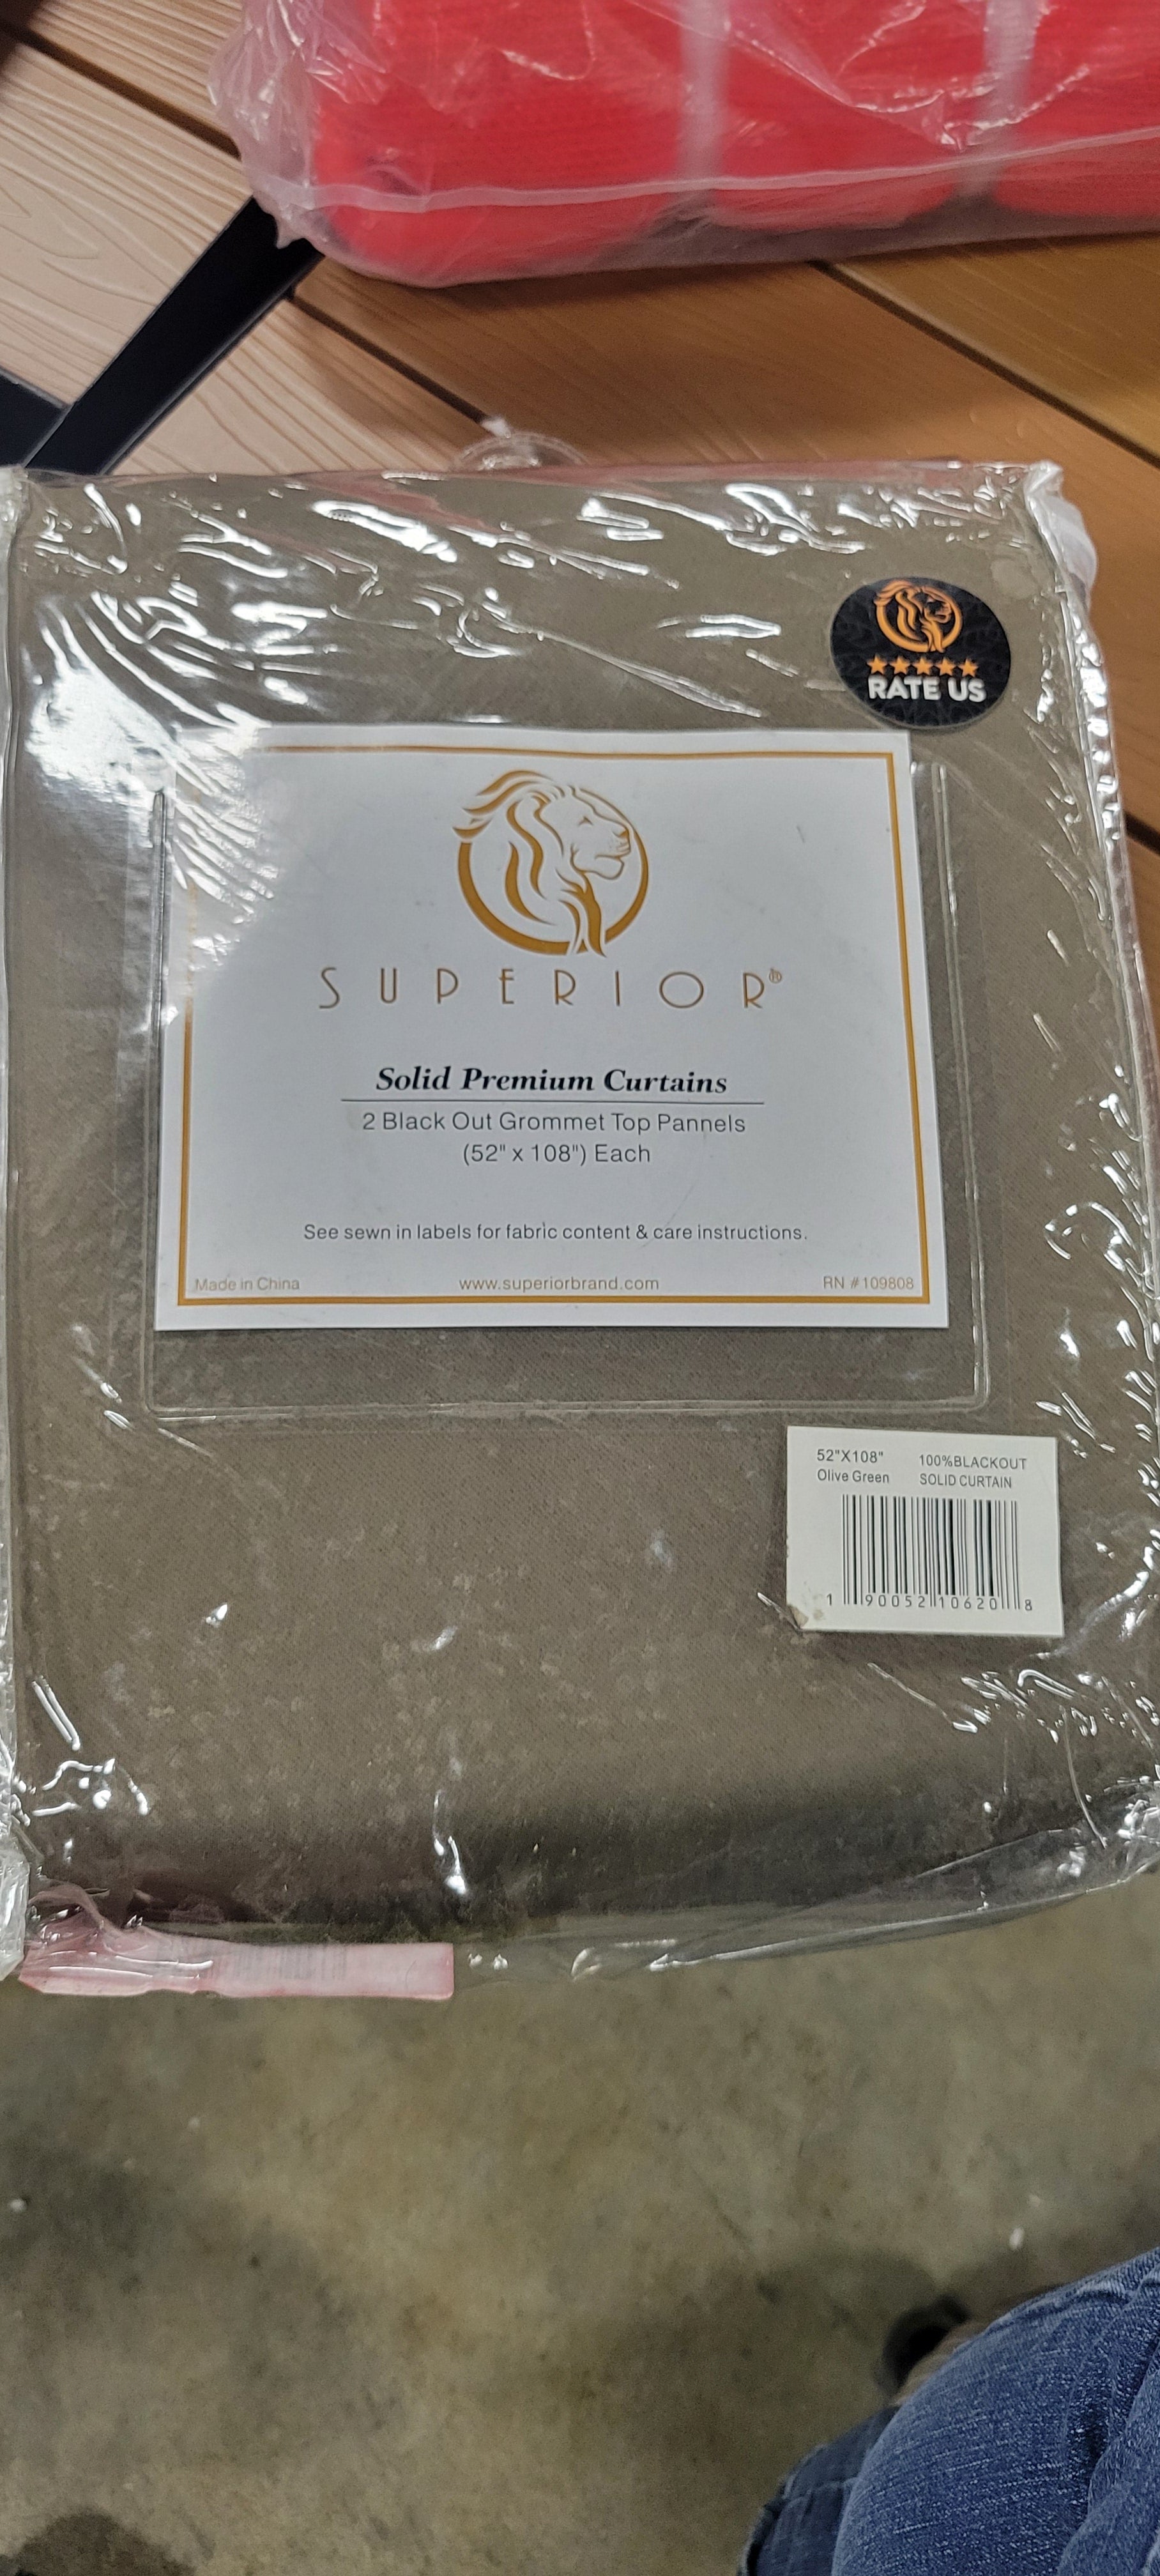 RATE US
SUPERIOR®
Solid Premium Curtains
2 Black Out Grommet Top Pannels
(52" x 108") Each
See sewn in labels for fabric content & care instructions.
Made in China www.superiorbrand.com RN #109808
52"X108" 100%BLACKOUT
Olive Green SOLID CURTAIN
1 90052 10620 8